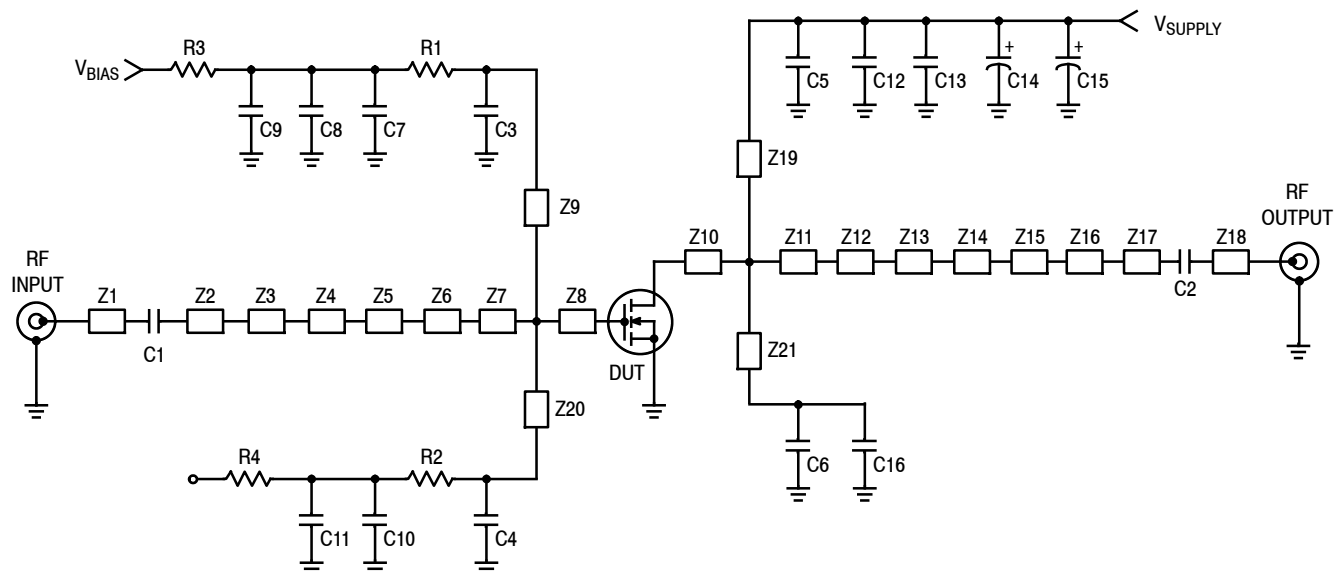 VSUPPLY
R3
R1
VBIAS
C9
C8
C7
C3
+
+
C5
C12
C13
C14
C15
Z19
Z9
RF
OUTPUT
Z10
Z11
Z12
Z13
Z14
Z15
Z16
Z17
Z18
C2
RF
INPUT
Z1
Z2
Z3
Z4
Z5
Z6
Z7
Z8
C1
DUT
Z21
Z20
R4
R2
C6
C16
C11
C10
C4